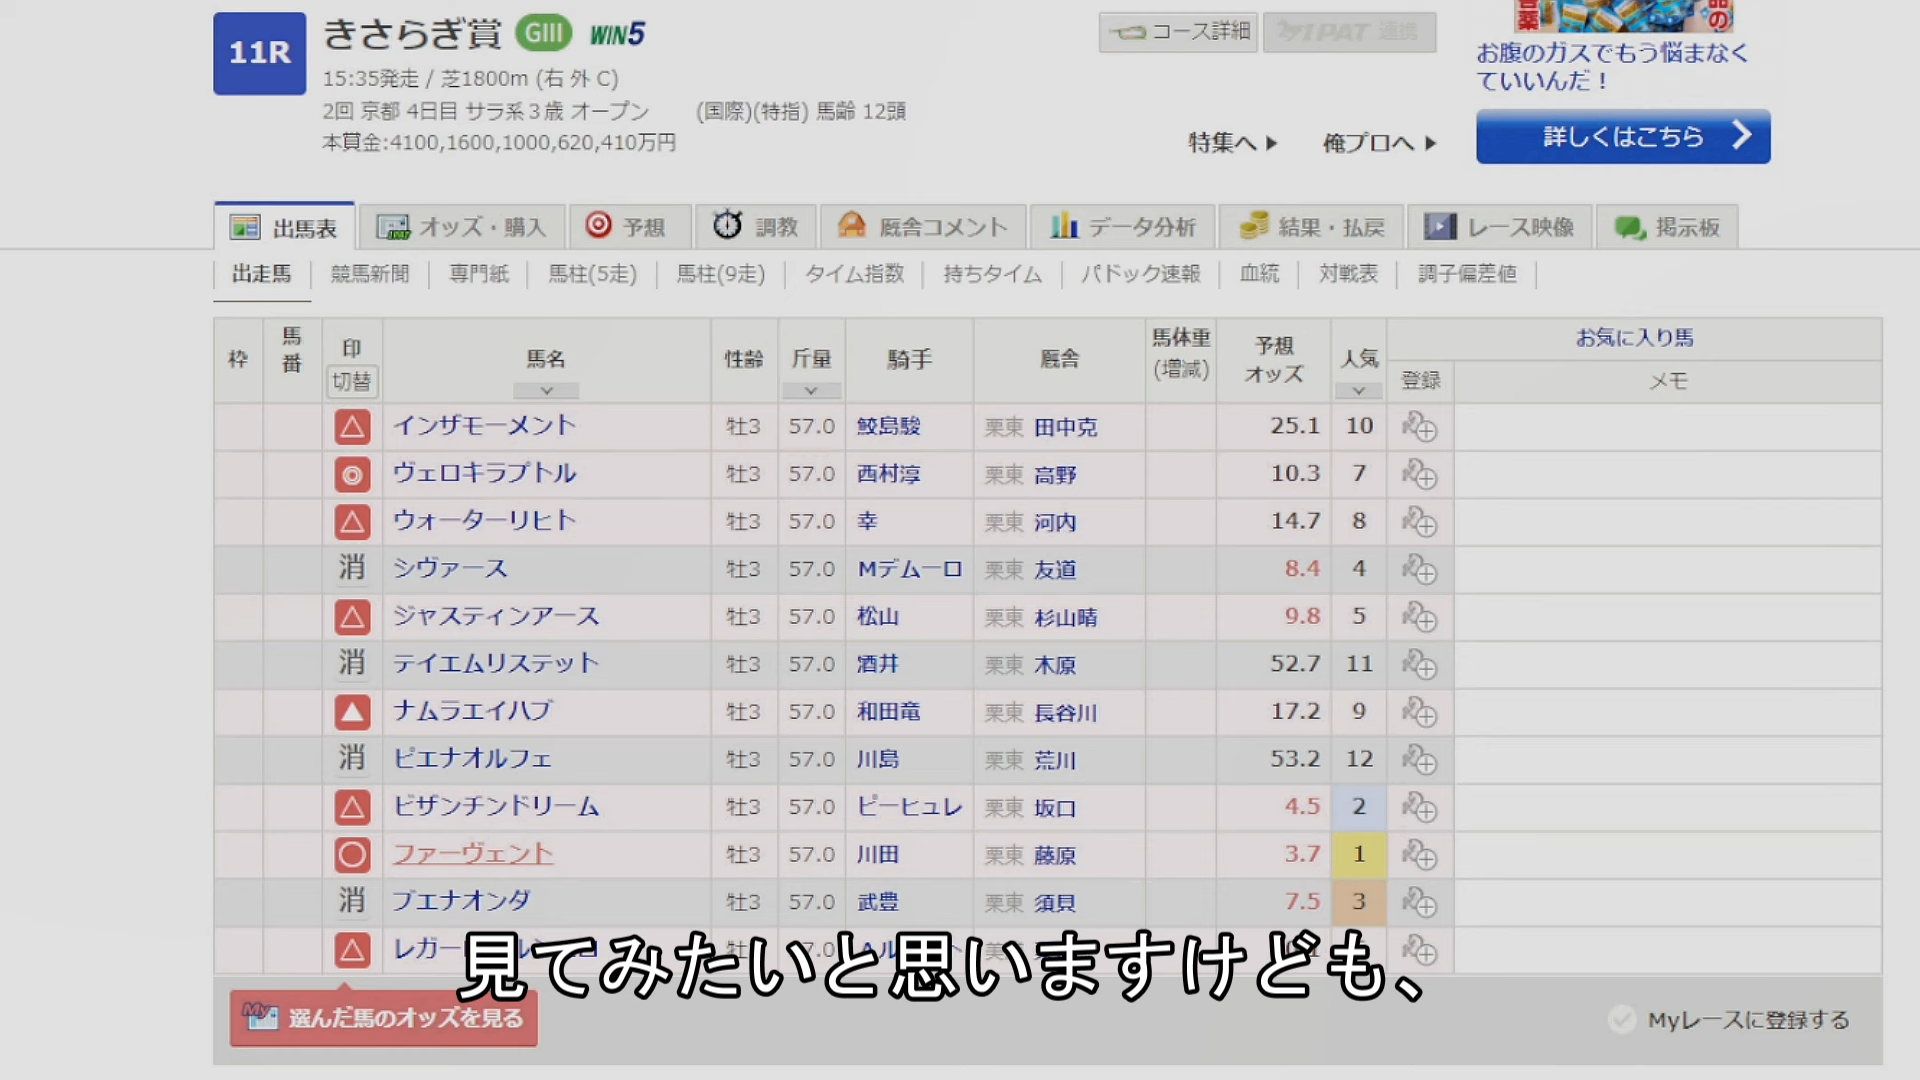 11R
きさらぎ賞 GIII WIN5
15:35発走 / 芝1800m (右 外 C)
2回 京都 4日目 サラ系3歳 オープン (国際)(特指) 馬齢 12頭
本賞金:4100,1600,1000,620,410万円
コース詳細
IPAT 連携
特集へ
俺プロへ
お腹のガスでもう悩まなく
ていいんだ！
詳しくはこちら
出馬表 オッズ・購入 予想 調教 厩舎コメント データ分析 結果・払戻 レース映像 掲示板
出走馬 競馬新聞 専門紙 馬柱(5走) 馬柱(9走) タイム指数 持ちタイム パドック速報 血統 対戦表 調子偏差値
枠 馬番 印 切替 馬名 性齢 斤量 騎手 厩舎 馬体重(増減) 予想オッズ 人気 お気に入り馬 登録 メモ
△ インザモーメント 牡3 57.0 鮫島駿 栗東 田中克 25.1 10
◎ ヴェロキラプトル 牡3 57.0 西村淳 栗東 高野 10.3 7
△ ウォーターリヒト 牡3 57.0 幸 栗東 河内 14.7 8
消 シヴァース 牡3 57.0 Mデムーロ 栗東 友道 8.4 4
△ ジャスティンアース 牡3 57.0 松山 栗東 杉山晴 9.8 5
消 テイエムリステット 牡3 57.0 酒井 栗東 木原 52.7 11
▲ ナムラエイハブ 牡3 57.0 和田竜 栗東 長谷川 17.2 9
消 ピエナオルフェ 牡3 57.0 川島 栗東 荒川 53.2 12
△ ビザンチンドリーム 牡3 57.0 ピーヒュレ 栗東 坂口 4.5 2
○ ファーヴェント 牡3 57.0 川田 栗東 藤原 3.7 1
消 ブエナオンダ 牡3 57.0 武豊 栗東 須貝 7.5 3
△ レガー
見てみたいと思いますけども、
My 選んだ馬のオッズを見る
Myレースに登録する